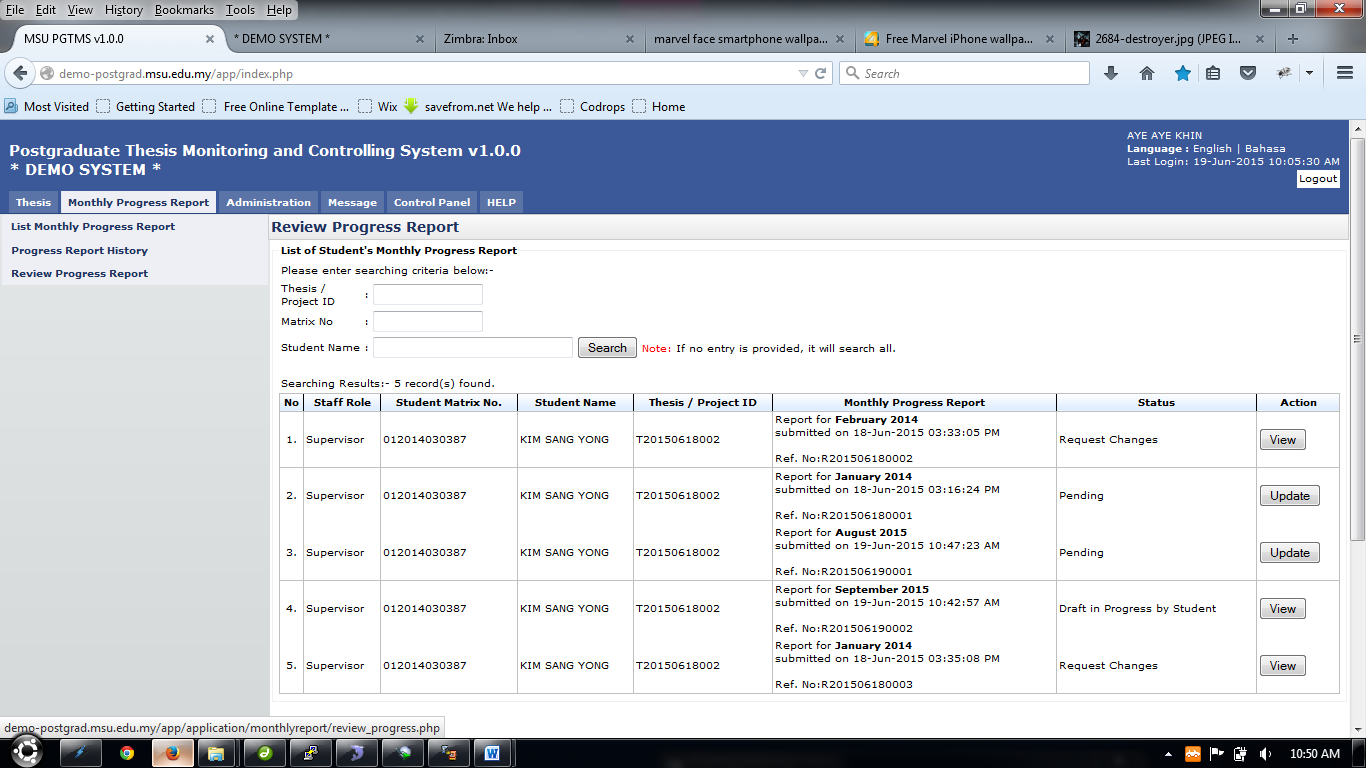 File Edit View History Bookmarks Tools Help
MSU PGTMS v1.0.0 * DEMO SYSTEM * Zimbra: Inbox marvel face smartphone wallpa... Free Marvel iPhone wallpa... 2684-destroyer.jpg (JPEG I...
demo-postgrad.msu.edu.my/app/index.php Search
Most Visited Getting Started Free Online Template ... Wix savefrom.net We help ... Codrops Home
AYE AYE KHIN
Postgraduate Thesis Monitoring and Controlling System v1.0.0
Language : English | Bahasa
* DEMO SYSTEM *
Last Login: 19-Jun-2015 10:05:30 AM
Logout
Thesis Monthly Progress Report Administration Message Control Panel HELP
List Monthly Progress Report
Progress Report History
Review Progress Report
Review Progress Report
List of Student's Monthly Progress Report
Please enter searching criteria below:-
Thesis /
Project ID :
Matrix No :
Student Name : Search Note: If no entry is provided, it will search all.
Searching Results:- 5 record(s) found.
No Staff Role Student Matrix No. Student Name Thesis / Project ID Monthly Progress Report Status Action
Report for February 2014
submitted on 18-Jun-2015 03:33:05 PM
1. Supervisor 012014030387 KIM SANG YONG T20150618002 Request Changes View
Ref. No:R201506180002
Report for January 2014
submitted on 18-Jun-2015 03:16:24 PM
2. Supervisor 012014030387 KIM SANG YONG T20150618002 Pending Update
Ref. No:R201506180001
Report for August 2015
submitted on 19-Jun-2015 10:47:23 AM
3. Supervisor 012014030387 KIM SANG YONG T20150618002 Pending Update
Ref. No:R201506190001
Report for September 2015
submitted on 19-Jun-2015 10:42:57 AM
4. Supervisor 012014030387 KIM SANG YONG T20150618002 Draft in Progress by Student View
Ref. No:R201506190002
Report for January 2014
submitted on 18-Jun-2015 03:35:08 PM
5. Supervisor 012014030387 KIM SANG YONG T20150618002 Request Changes View
Ref. No:R201506180003
demo-postgrad.msu.edu.my/app/application/monthlyreport/review_progress.php
10:50 AM